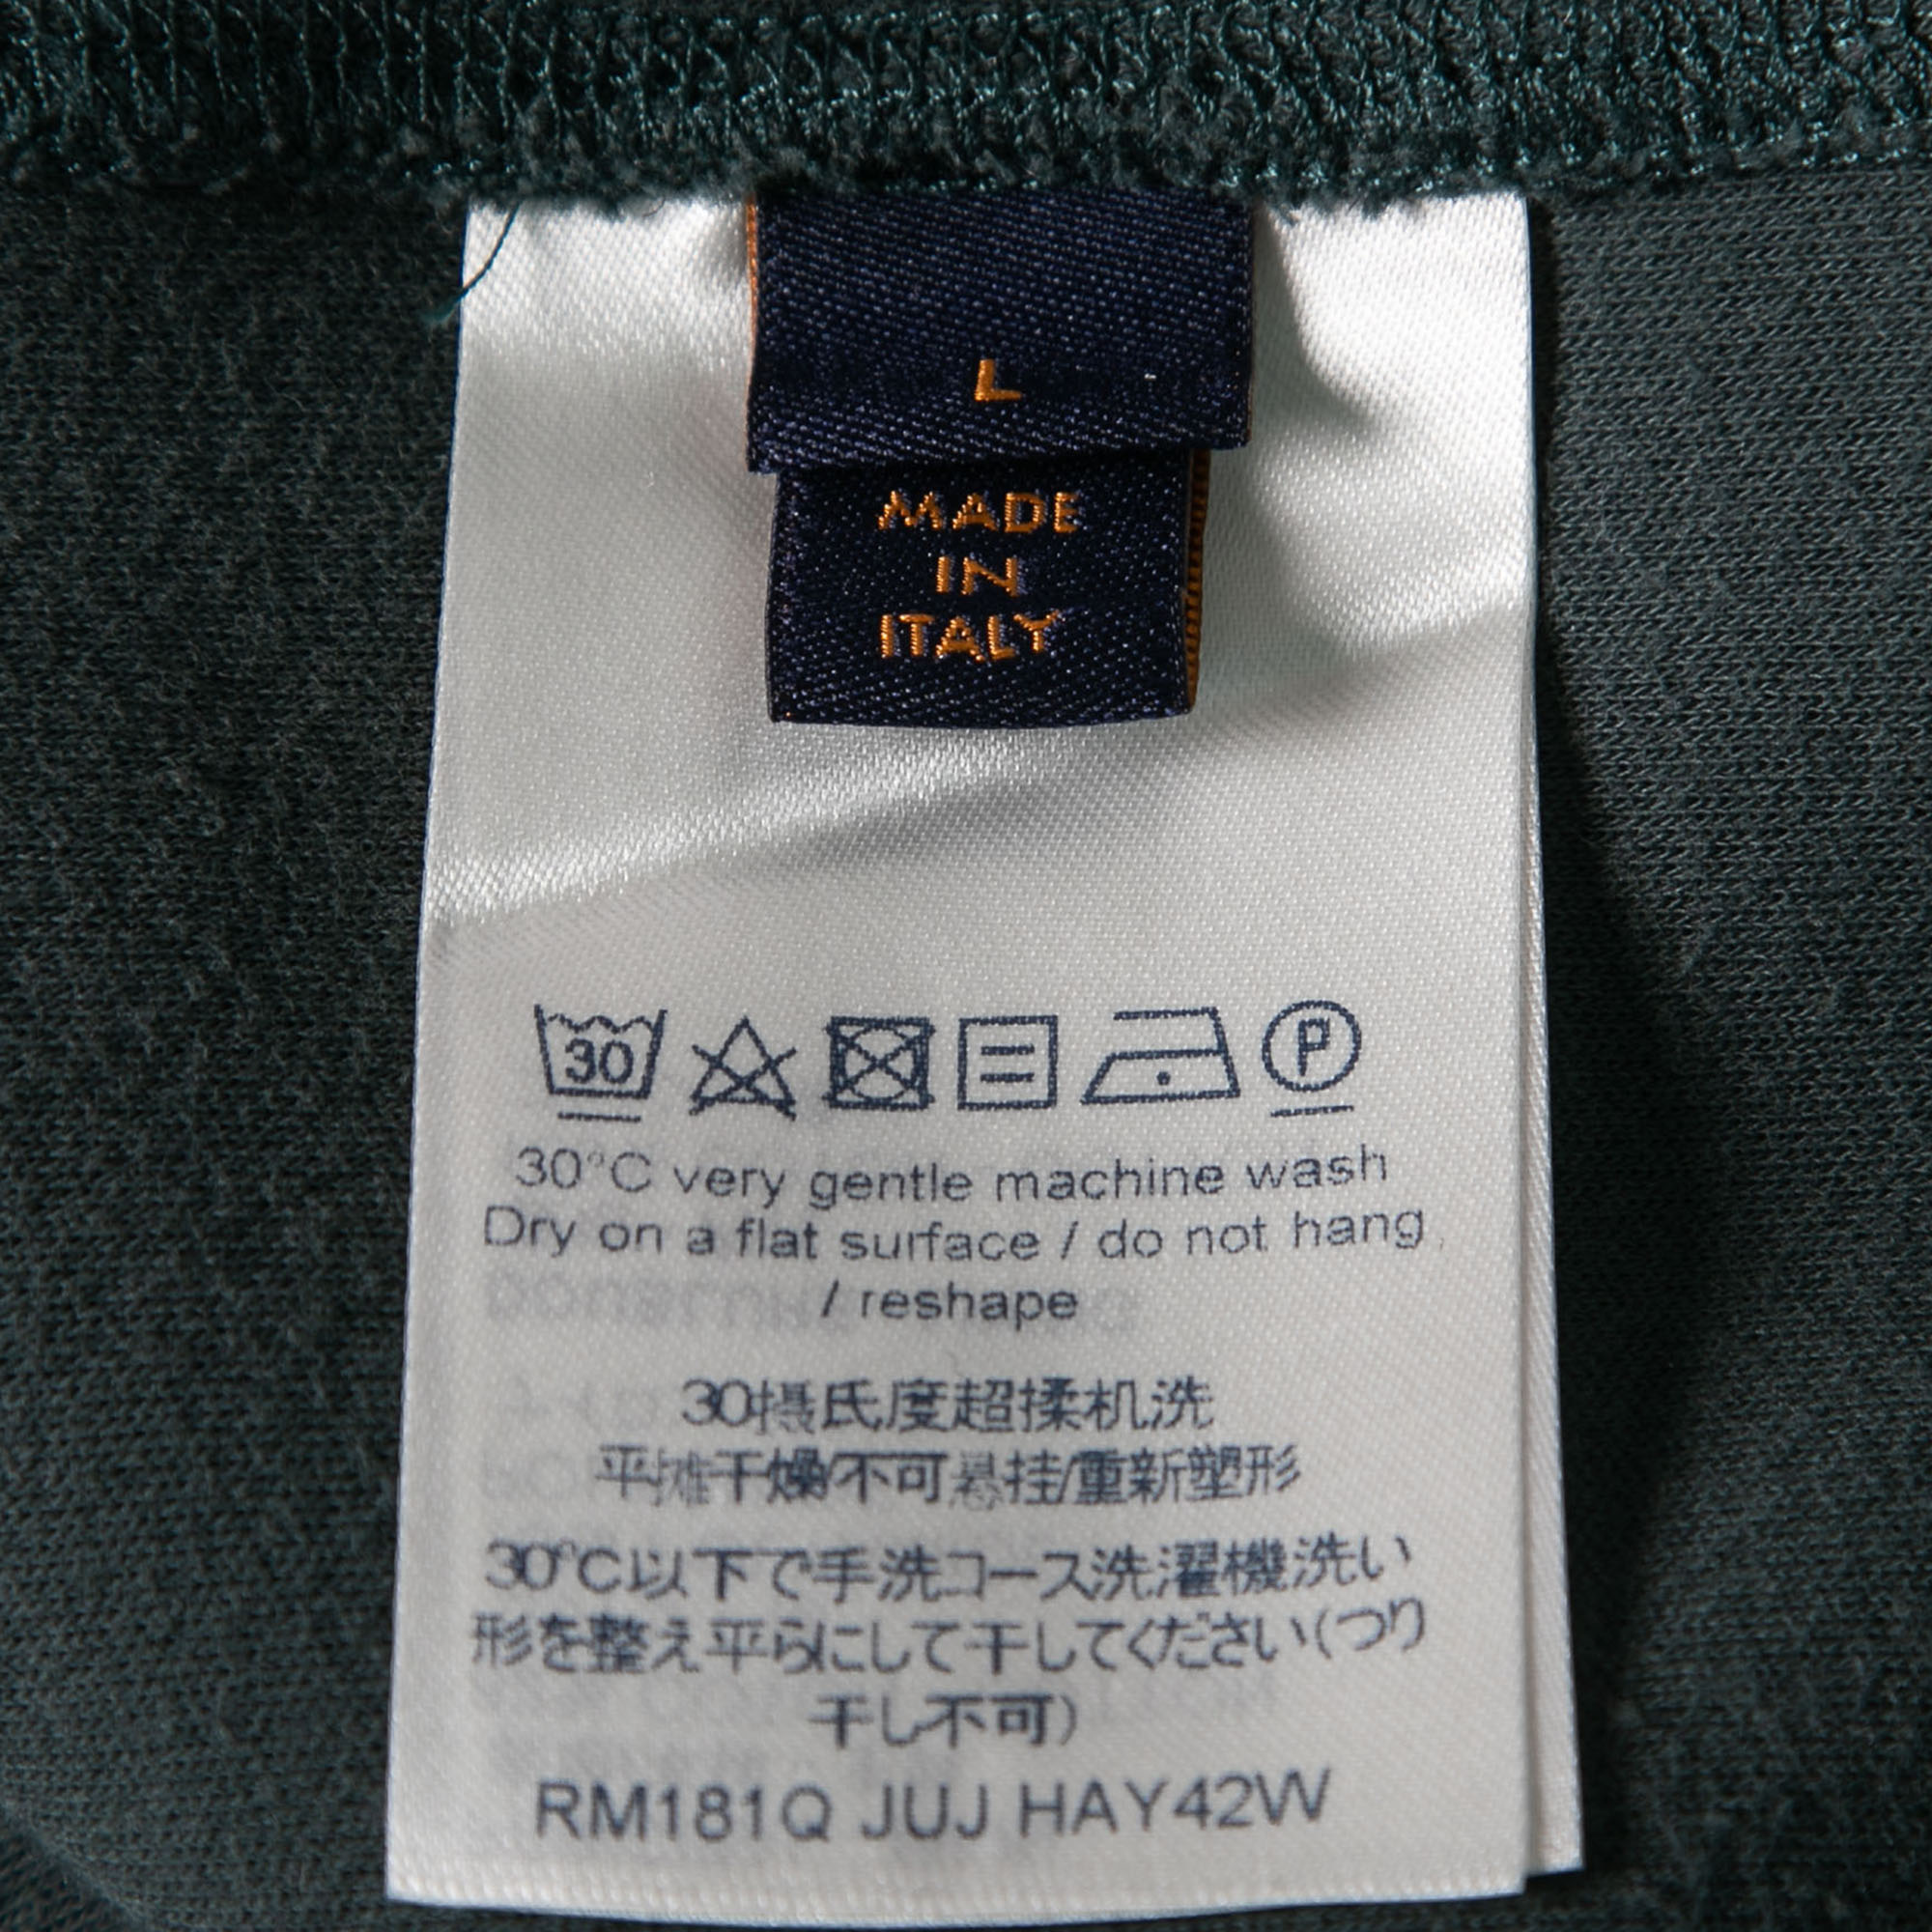 L
MADE
IN
ITALY
30
P
30°C very gentle machine wash
Dry on a flat surface / do not hang
/ reshape
30摄氏度超揉机洗
平摊干燥/不可悬挂/重新塑形
30℃以下で手洗コース洗濯機洗い
形を整え平らにして干してください(つり
干し不可)
RM181Q JUJ HAY42W